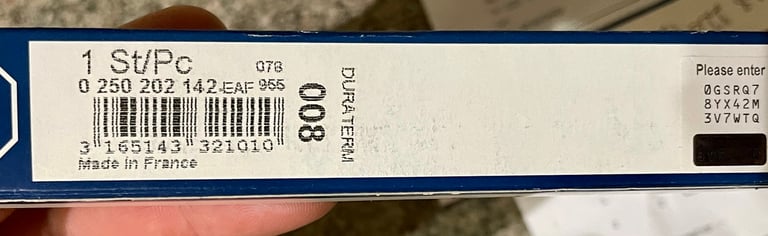 1 St/Pc
078
0 250 202 142-EAF 955
3 165143 321010
Made in France
008
DURATERM
Please enter
0GSRQ7
8YX42M
3V7WTQ